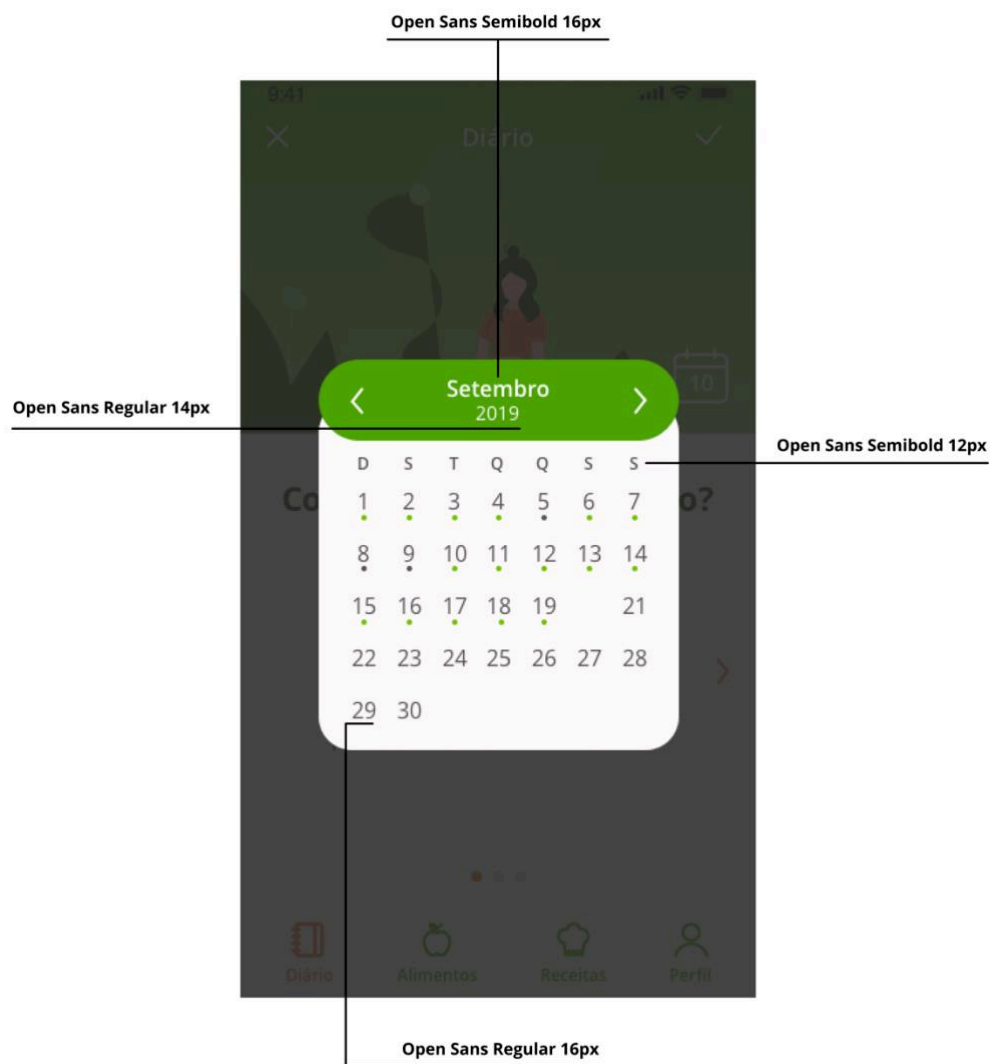 Open Sans Semibold 16px
9:41
Diário
10
Setembro
2019
Open Sans Regular 14px
Open Sans Semibold 12px
D S T Q Q S S
Co o?
1 2 3 4 5 6 7
8 9 10 11 12 13 14
15 16 17 18 19 21
22 23 24 25 26 27 28
29 30
Diário Alimentos Receitas Perfil
Open Sans Regular 16px